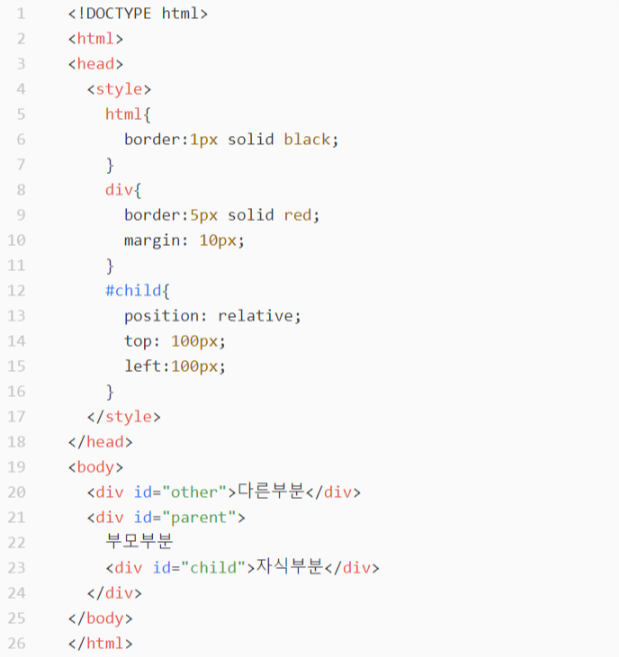 1 <!DOCTYPE html>
2 <html>
3 <head>
4 <style>
5 html{
6 border:1px solid black;
7 }
8 div{
9 border:5px solid red;
10 margin: 10px;
11 }
12 #child{
13 position: relative;
14 top: 100px;
15 left:100px;
16 }
17 </style>
18 </head>
19 <body>
20 <div id="other">다른부분</div>
21 <div id="parent">
22 부모부분
23 <div id="child">자식부분</div>
24 </div>
25 </body>
26 </html>